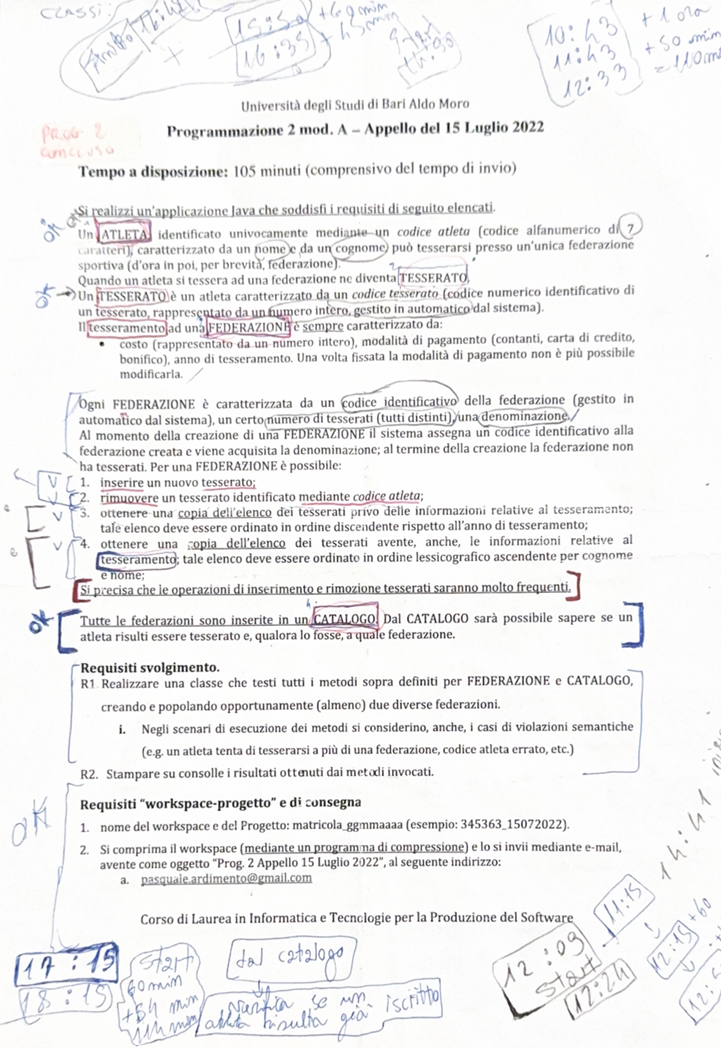 CLASSI:
15:50 +60 min
16:35 + 45 min
Start
10:43 + 1 ora
11:43 + 50 min
12:33 = 110m
Università degli Studi di Bari Aldo Moro
PROG. 2
Programmazione 2 mod. A – Appello del 15 Luglio 2022
CONCLUSO
Tempo a disposizione: 105 minuti (comprensivo del tempo di invio)
Si realizzi un'applicazione Java che soddisfi i requisiti di seguito elencati.
OK
Un ATLETA, identificato univocamente mediante un codice atleta (codice alfanumerico di 7
caratteri), caratterizzato da un nome e da un cognome, può tesserarsi presso un'unica federazione
sportiva (d'ora in poi, per brevità, federazione).
Quando un atleta si tessera ad una federazione ne diventa TESSERATO.
OK
Un TESSERATO è un atleta caratterizzato da un codice tesserato (codice numerico identificativo di
un tesserato, rappresentato da un numero intero, gestito in automatico dal sistema).
Il tesseramento ad una FEDERAZIONE è sempre caratterizzato da:
• costo (rappresentato da un numero intero), modalità di pagamento (contanti, carta di credito,
bonifico), anno di tesseramento. Una volta fissata la modalità di pagamento non è più possibile
modificarla.
Ogni FEDERAZIONE è caratterizzata da un codice identificativo della federazione (gestito in
automatico dal sistema), un certo numero di tesserati (tutti distinti), una denominazione.
Al momento della creazione di una FEDERAZIONE il sistema assegna un codice identificativo alla
federazione creata e viene acquisita la denominazione; al termine della creazione la federazione non
ha tesserati. Per una FEDERAZIONE è possibile:
V 1. inserire un nuovo tesserato;
V 2. rimuovere un tesserato identificato mediante codice atleta;
V 3. ottenere una copia dell'elenco dei tesserati privo delle informazioni relative al tesseramento;
tale elenco deve essere ordinato in ordine discendente rispetto all'anno di tesseramento;
V 4. ottenere una copia dell'elenco dei tesserati avente, anche, le informazioni relative al
tesseramento; tale elenco deve essere ordinato in ordine lessicografico ascendente per cognome
e nome;
Si precisa che le operazioni di inserimento e rimozione tesserati saranno molto frequenti.
OK
Tutte le federazioni sono inserite in un CATALOGO. Dal CATALOGO sarà possibile sapere se un
atleta risulti essere tesserato e, qualora lo fosse, a quale federazione.
Requisiti svolgimento.
R1 Realizzare una classe che testi tutti i metodi sopra definiti per FEDERAZIONE e CATALOGO,
creando e popolando opportunamente (almeno) due diverse federazioni.
i. Negli scenari di esecuzione dei metodi si considerino, anche, i casi di violazioni semantiche
(e.g. un atleta tenta di tesserarsi a più di una federazione, codice atleta errato, etc.)
R2. Stampare su consolle i risultati ottenuti dai metodi invocati.
OK
Requisiti "workspace-progetto" e di consegna
1. nome del workspace e del Progetto: matricola_ggmmaaaa (esempio: 345363_15072022).
2. Si comprima il workspace (mediante un programma di compressione) e lo si invii mediante e-mail,
avente come oggetto "Prog. 2 Appello 15 Luglio 2022", al seguente indirizzo:
a. pasquale.ardimento@gmail.com
Corso di Laurea in Informatica e Tecnologie per la Produzione del Software
17:15
18:15
Start
60 min
+54 min
114 min
dal catalogo
verifica se un
atleta risulta già iscritto
12:09
Start
12:24
11:15
12:15 +60